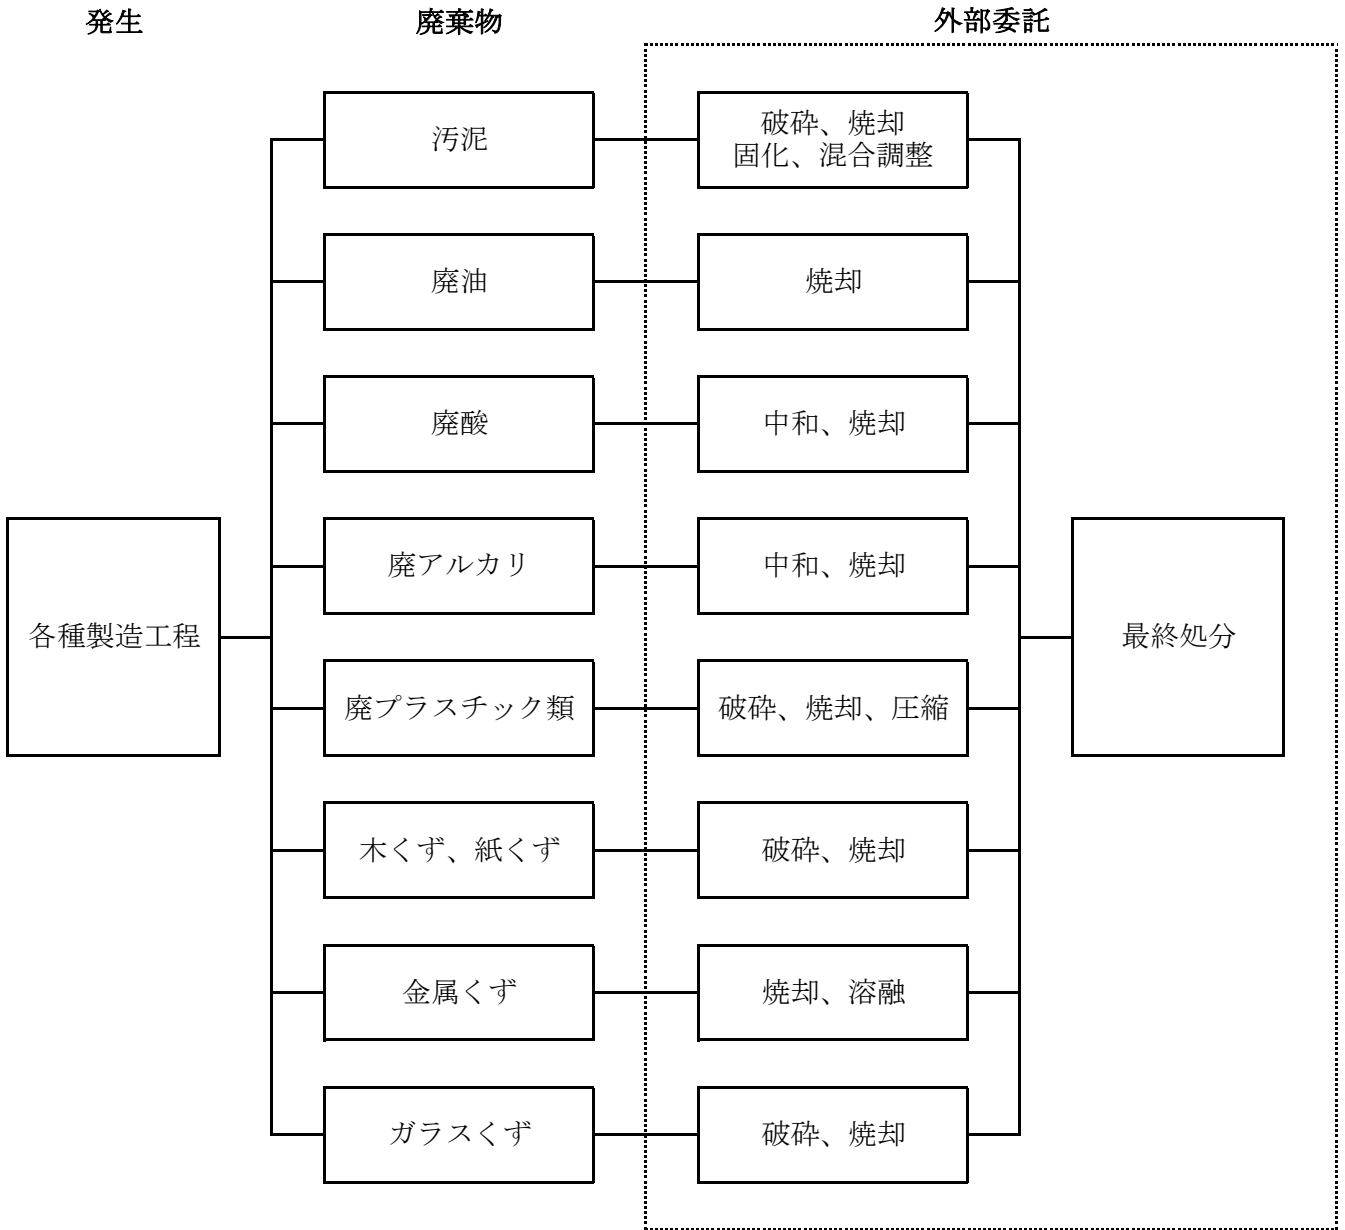 発生
廃棄物
外部委託
各種製造工程
汚泥
破砕、焼却
固化、混合調整
廃油
焼却
廃酸
中和、焼却
廃アルカリ
中和、焼却
廃プラスチック類
破砕、焼却、圧縮
木くず、紙くず
破砕、焼却
金属くず
焼却、溶融
ガラスくず
破砕、焼却
最終処分